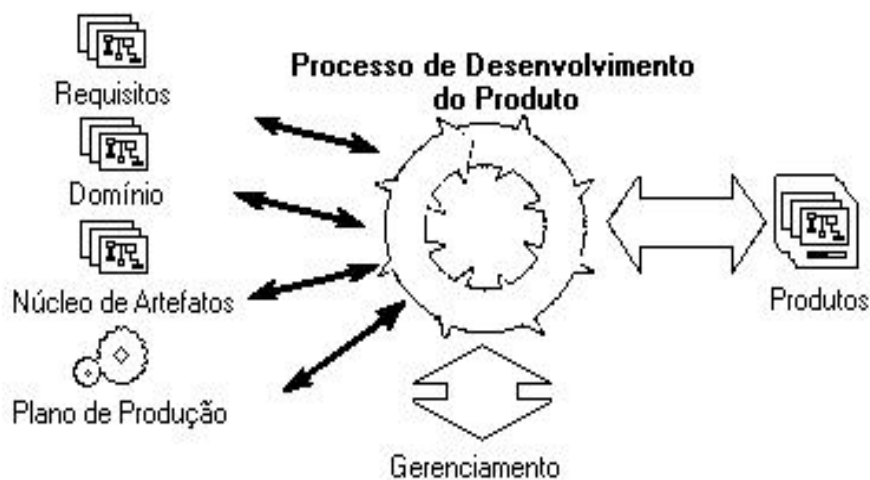 Requisitos
Processo de Desenvolvimento
do Produto
Domínio
Núcleo de Artefatos
Produtos
Plano de Produção
Gerenciamento